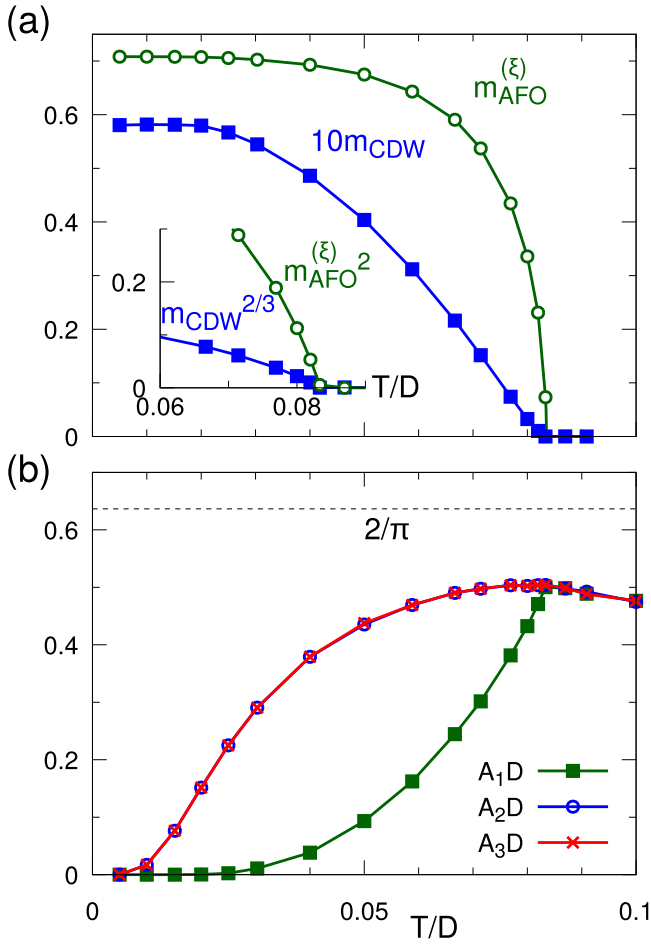 (a)
0.6
0.4
0.2
0
m_AFO^(ξ)
10m_CDW
0.2
0
m_AFO^(ξ)2
m_CDW^2/3
0.06
0.08
T/D
(b)
0.6
0.4
0.2
0
2/π
A₁D
A₂D
A₃D
0
0.05
0.1
T/D